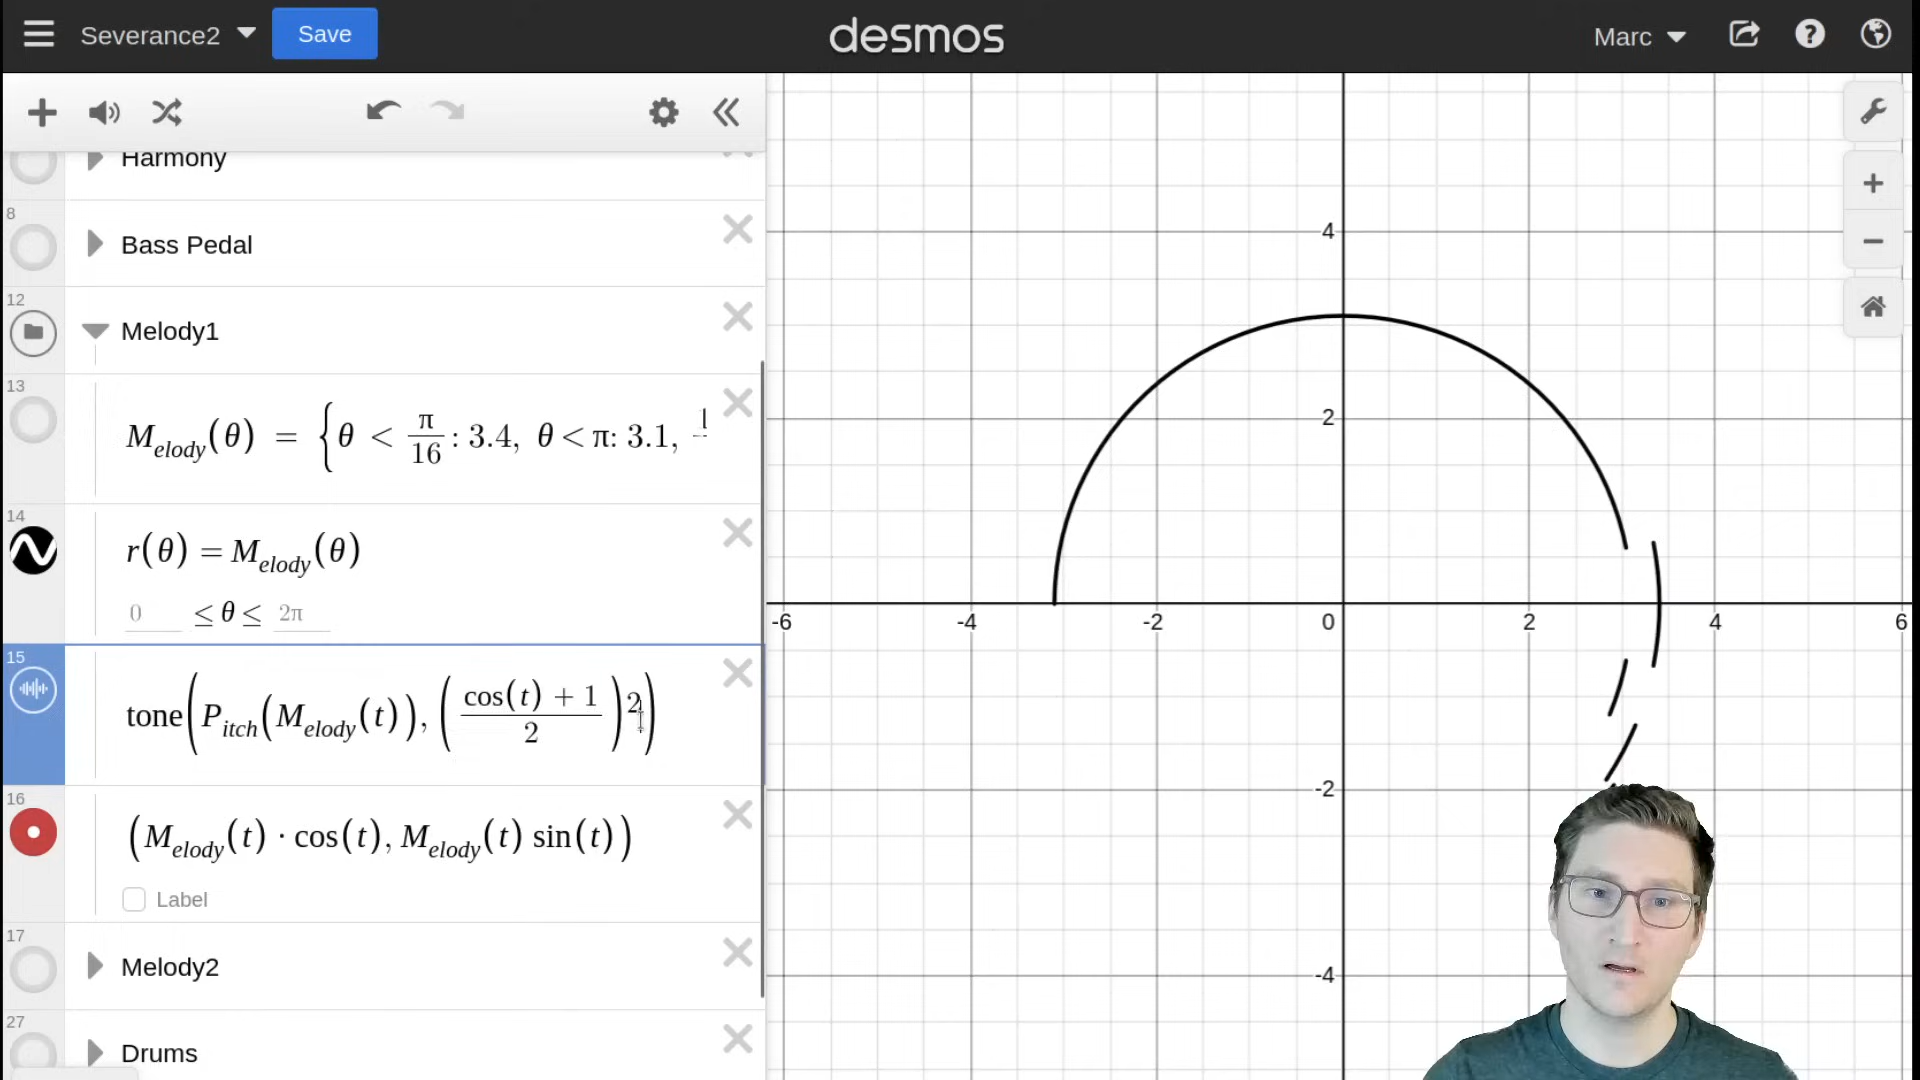 Severance2 Save desmos Marc
Harmony
8
Bass Pedal
12
Melody1
13
M_elody(θ) = {θ < π/16 : 3.4, θ < π: 3.1,
14
r(θ) = M_elody(θ)
0 ≤ θ ≤ 2π
15
tone(P_itch(M_elody(t)), ((cos(t) + 1)/2)^2)
16
(M_elody(t) · cos(t), M_elody(t) sin(t))
Label
17
Melody2
27
Drums
4
2
-6 -4 -2 0 2 4 6
-2
-4